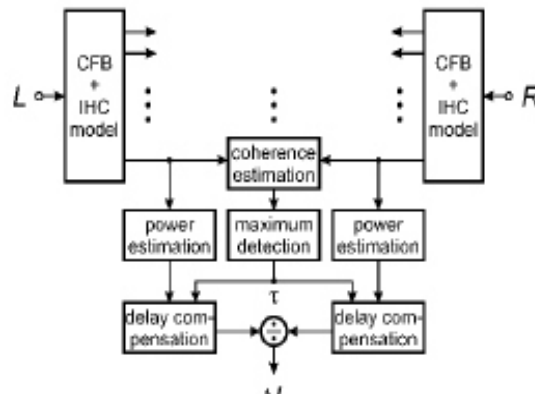 CFB
+
IHC
model
CFB
+
IHC
model
L
R
coherence
estimation
power
estimation
maximum
detection
power
estimation
τ
delay com-
pensation
÷
delay com-
pensation